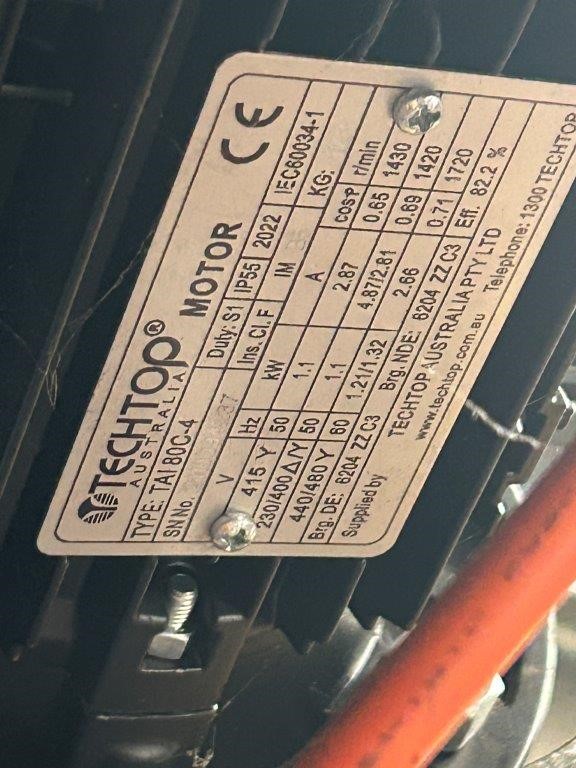 TECHTOP® MOTOR CE
AUSTRALIA
TYPE: TAI 80C-4 Duty: S1 IP55 2022 IEC60034-1
SN No. Ins. Cl. F IM KG:
V Hz kW A cosφ r/min
415 Y 50 1.1 2.87 0.65 1430
230/400 Δ/Y 50 1.1 4.87/2.81 0.69 1420
440/480 Y 60 1.21/1.32 2.66 0.71 1720
Brg. DE: 6204 ZZ C3 Brg. NDE: 6204 ZZ C3 Eff. 82.2 %
Supplied by TECHTOP AUSTRALIA PTY LTD
www.techtop.com.au Telephone: 1300 TECHTOP